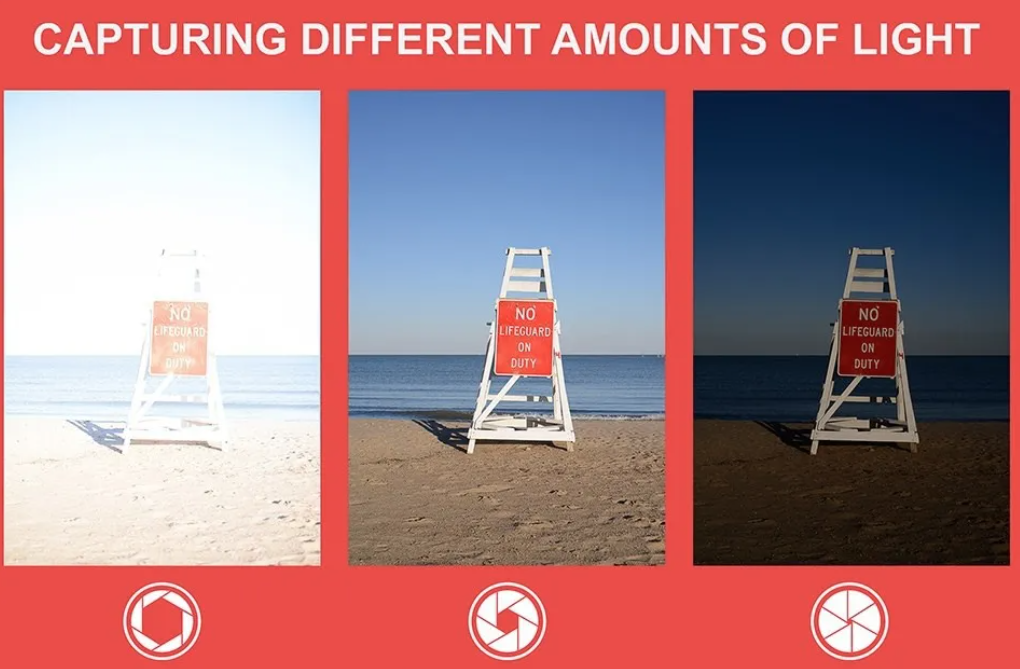 CAPTURING DIFFERENT AMOUNTS OF LIGHT
NO
LIFEGUARD
ON
DUTY
NO
LIFEGUARD
ON
DUTY
NO
LIFEGUARD
ON
DUTY